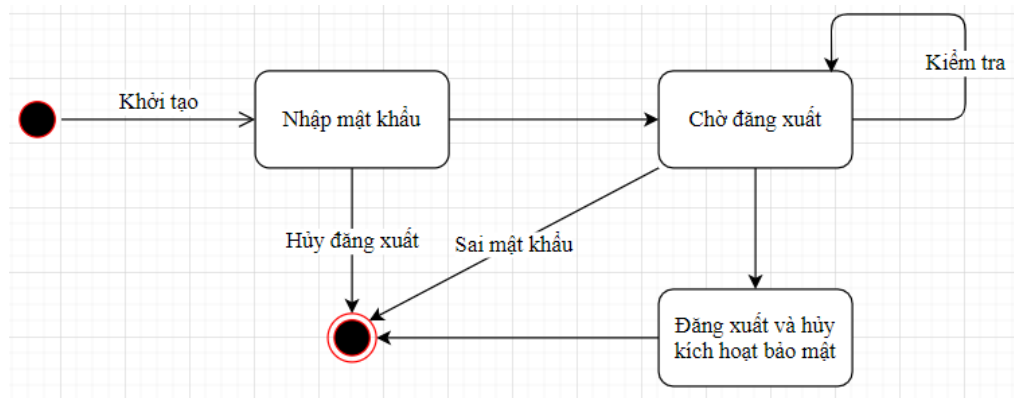 Kiểm tra
Khởi tạo
Nhập mật khẩu
Chờ đăng xuất
Hủy đăng xuất
Sai mật khẩu
Đăng xuất và hủy
kích hoạt bảo mật